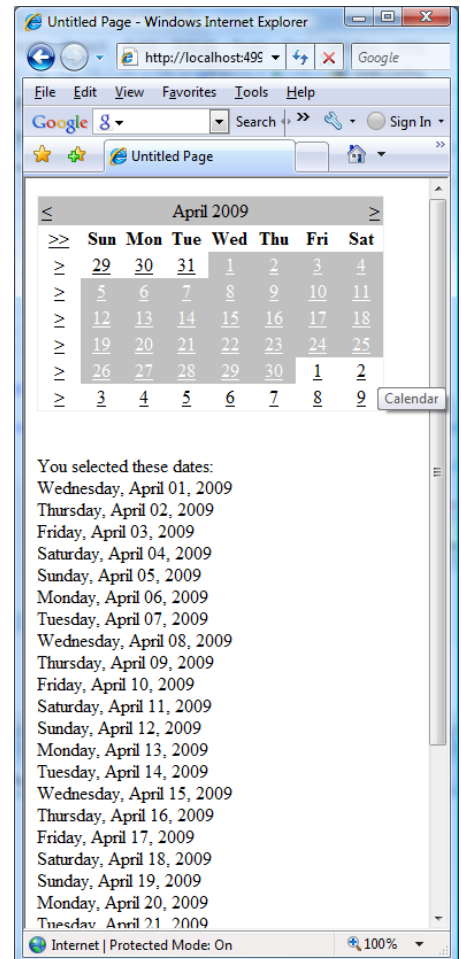 Untitled Page - Windows Internet Explorer
http://localhost:499 Google
File Edit View Favorites Tools Help
Google Search » Sign In
Untitled Page »
< April 2009 >
>> Sun Mon Tue Wed Thu Fri Sat
> 29 30 31 1 2 3 4
> 5 6 7 8 9 10 11
> 12 13 14 15 16 17 18
> 19 20 21 22 23 24 25
> 26 27 28 29 30 1 2
> 3 4 5 6 7 8 9 Calendar
You selected these dates:
Wednesday, April 01, 2009
Thursday, April 02, 2009
Friday, April 03, 2009
Saturday, April 04, 2009
Sunday, April 05, 2009
Monday, April 06, 2009
Tuesday, April 07, 2009
Wednesday, April 08, 2009
Thursday, April 09, 2009
Friday, April 10, 2009
Saturday, April 11, 2009
Sunday, April 12, 2009
Monday, April 13, 2009
Tuesday, April 14, 2009
Wednesday, April 15, 2009
Thursday, April 16, 2009
Friday, April 17, 2009
Saturday, April 18, 2009
Sunday, April 19, 2009
Monday, April 20, 2009
Tuesday, April 21, 2009
Internet | Protected Mode: On 100%